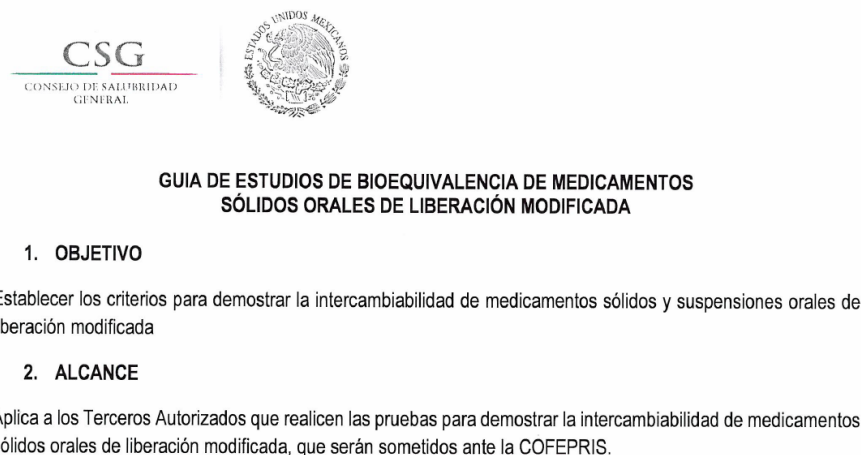 CSG
CONSEJO DE SALUBRIDAD
GENERAL
ESTADOS UNIDOS MEXICANOS
GUIA DE ESTUDIOS DE BIOEQUIVALENCIA DE MEDICAMENTOS
SÓLIDOS ORALES DE LIBERACIÓN MODIFICADA
1. OBJETIVO
Establecer los criterios para demostrar la intercambiabilidad de medicamentos sólidos y suspensiones orales de
iberación modificada
2. ALCANCE
Aplica a los Terceros Autorizados que realicen las pruebas para demostrar la intercambiabilidad de medicamentos
ólidos orales de liberación modificada, que serán sometidos ante la COFEPRIS.